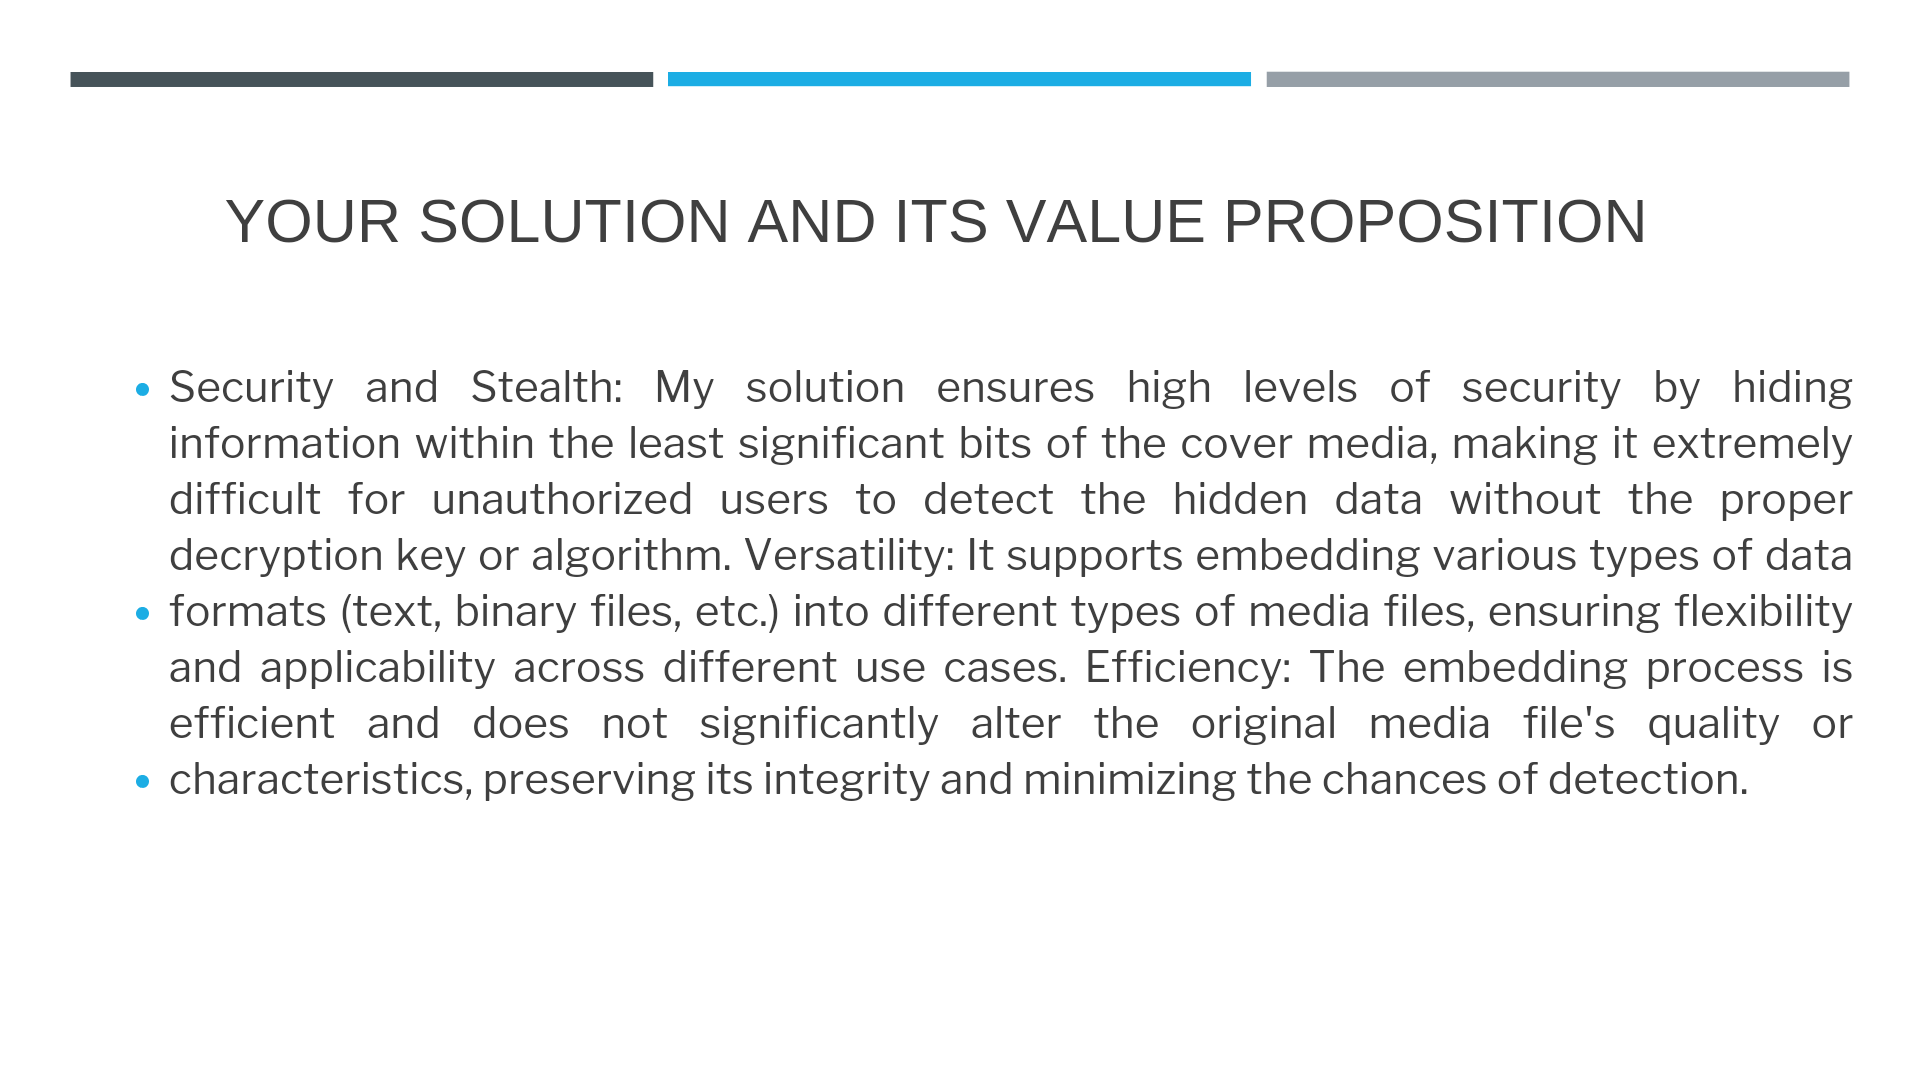 YOUR SOLUTION AND ITS VALUE PROPOSITION
• Security and Stealth: My solution ensures high levels of security by hiding
information within the least significant bits of the cover media, making it extremely
difficult for unauthorized users to detect the hidden data without the proper
decryption key or algorithm. Versatility: It supports embedding various types of data
• formats (text, binary files, etc.) into different types of media files, ensuring flexibility
and applicability across different use cases. Efficiency: The embedding process is
efficient and does not significantly alter the original media file's quality or
• characteristics, preserving its integrity and minimizing the chances of detection.